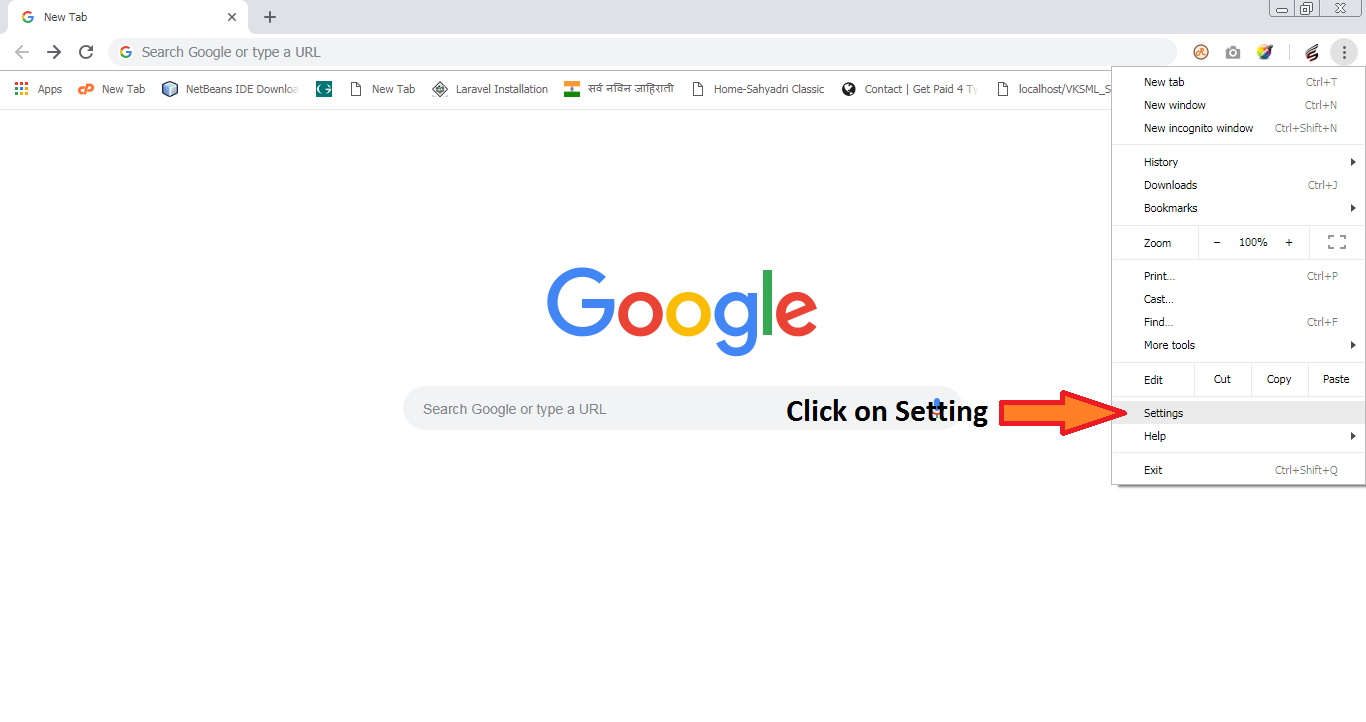 New Tab
Search Google or type a URL
Apps
New Tab
NetBeans IDE Downloa
New Tab
Laravel Installation
सर्व नविन जाहिराती
Home-Sahyadri Classic
Contact | Get Paid 4 Ty
localhost/VKSML_S
New tab Ctrl+T
New window Ctrl+N
New incognito window Ctrl+Shift+N
History
Downloads Ctrl+J
Bookmarks
Zoom − 100% +
Print... Ctrl+P
Cast...
Find... Ctrl+F
More tools
Edit Cut Copy Paste
Settings
Help
Exit Ctrl+Shift+Q
Google
Search Google or type a URL
Click on Setting